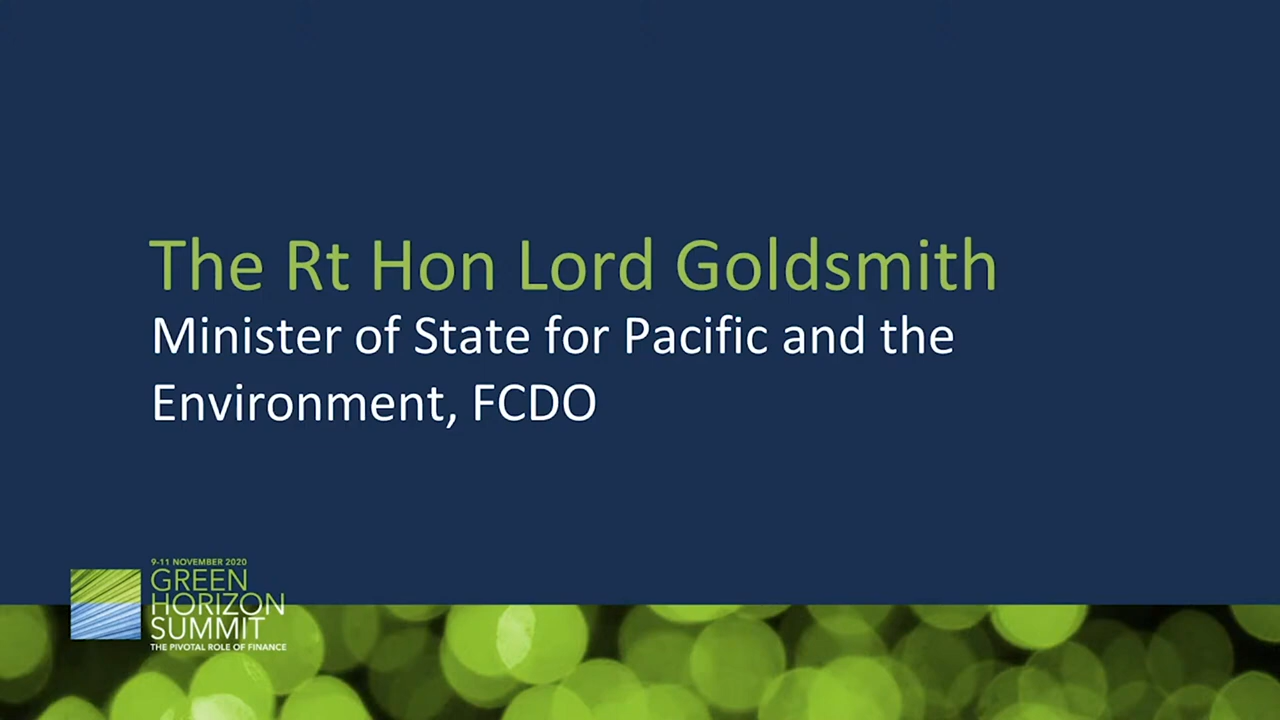 The Rt Hon Lord Goldsmith
Minister of State for Pacific and the
Environment, FCDO
9-11 NOVEMBER 2020
GREEN
HORIZON
SUMMIT
THE PIVOTAL ROLE OF FINANCE